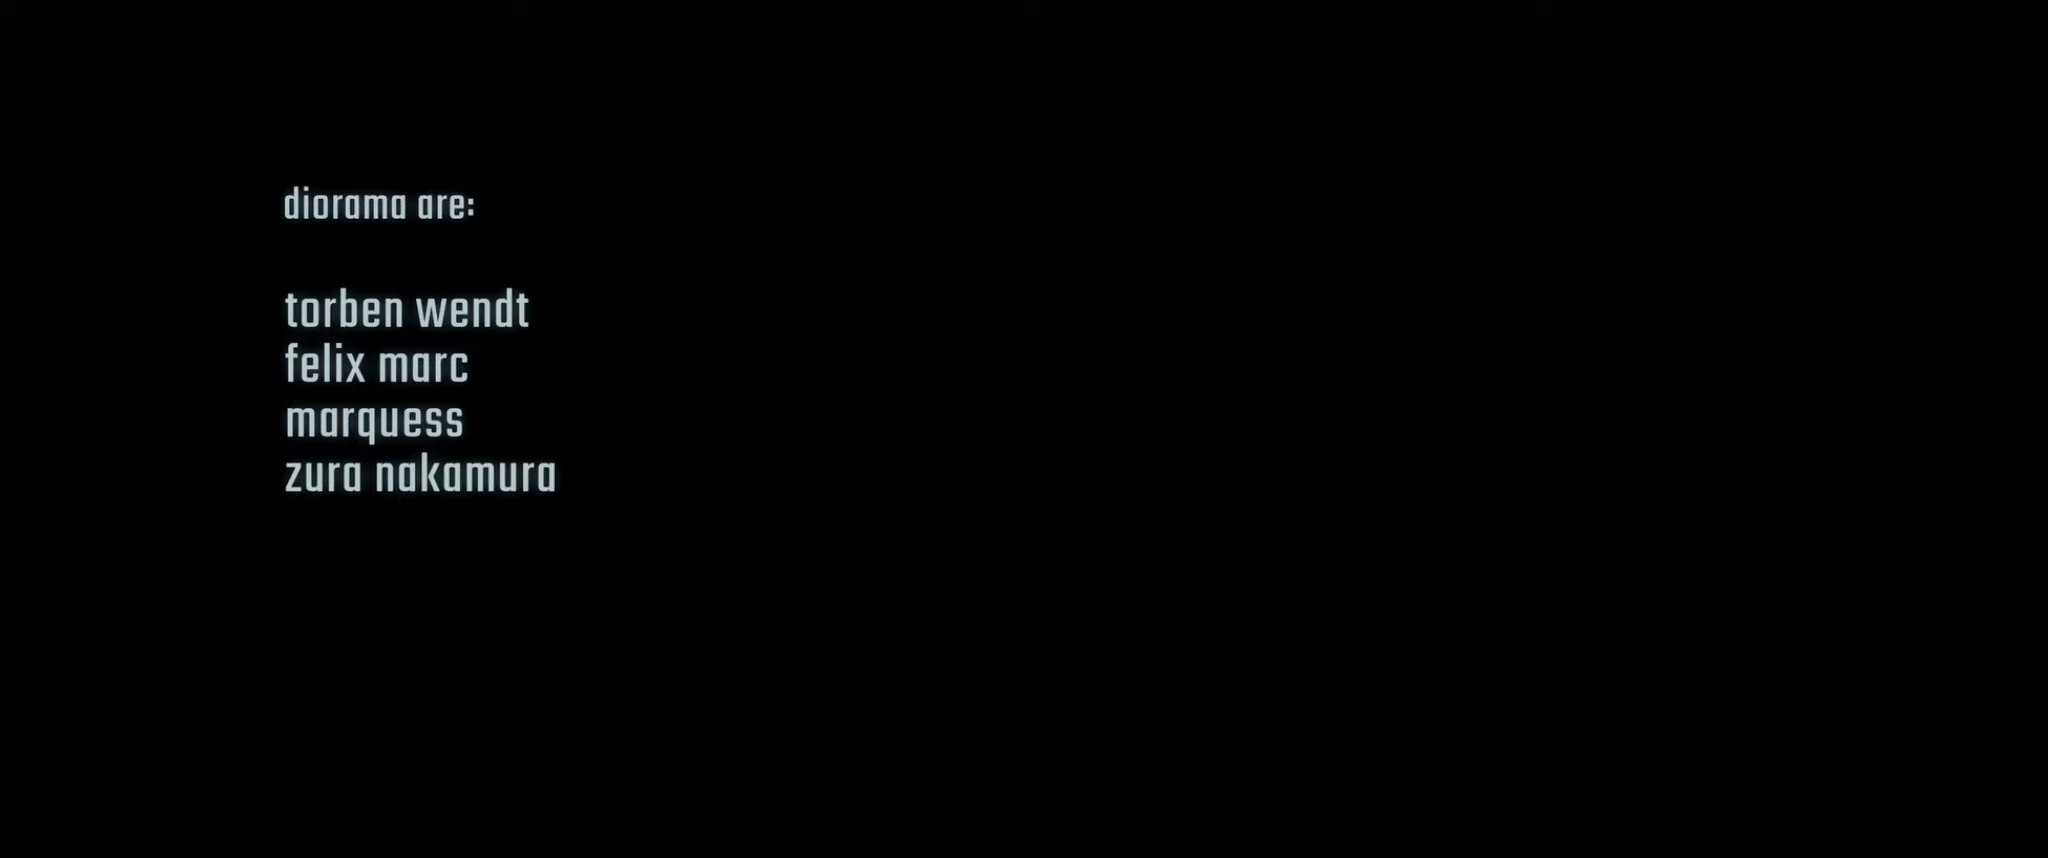 diorama are:
torben wendt
felix marc
marquess
zura nakamura